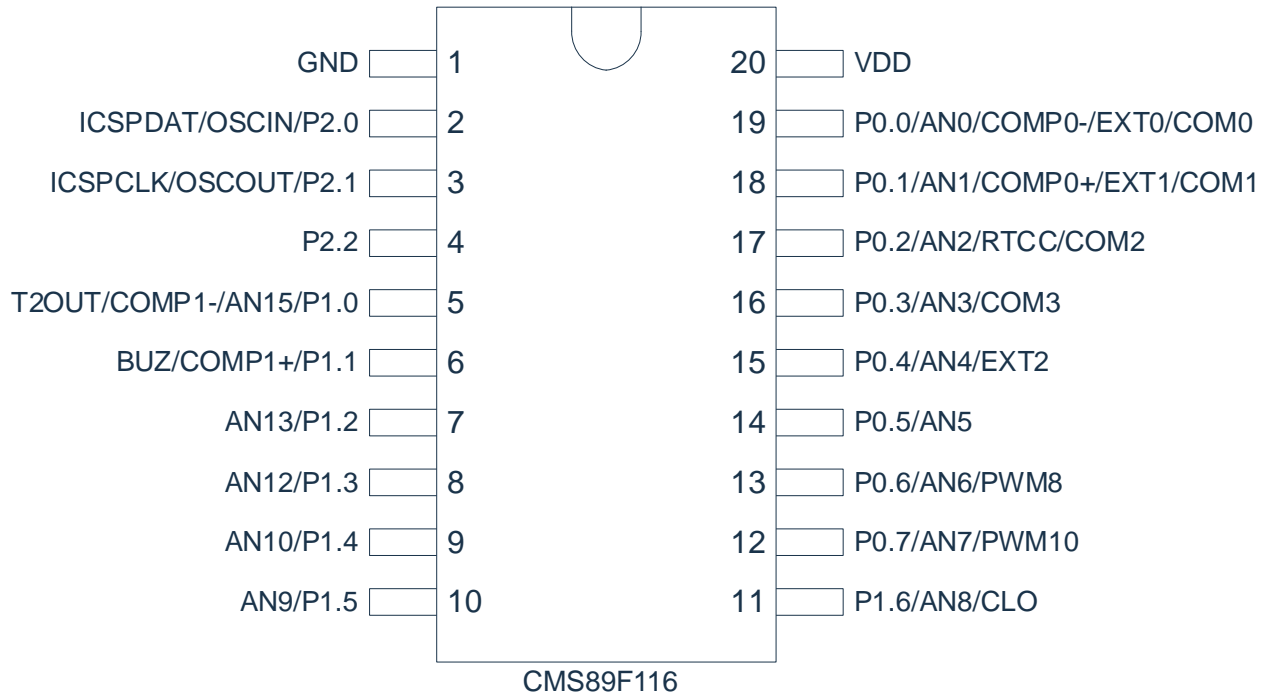 GND 1 20 VDD
ICSPDAT/OSCIN/P2.0 2 19 P0.0/AN0/COMP0-/EXT0/COM0
ICSPCLK/OSCOUT/P2.1 3 18 P0.1/AN1/COMP0+/EXT1/COM1
P2.2 4 17 P0.2/AN2/RTCC/COM2
T2OUT/COMP1-/AN15/P1.0 5 16 P0.3/AN3/COM3
BUZ/COMP1+/P1.1 6 15 P0.4/AN4/EXT2
AN13/P1.2 7 14 P0.5/AN5
AN12/P1.3 8 13 P0.6/AN6/PWM8
AN10/P1.4 9 12 P0.7/AN7/PWM10
AN9/P1.5 10 11 P1.6/AN8/CLO
CMS89F116